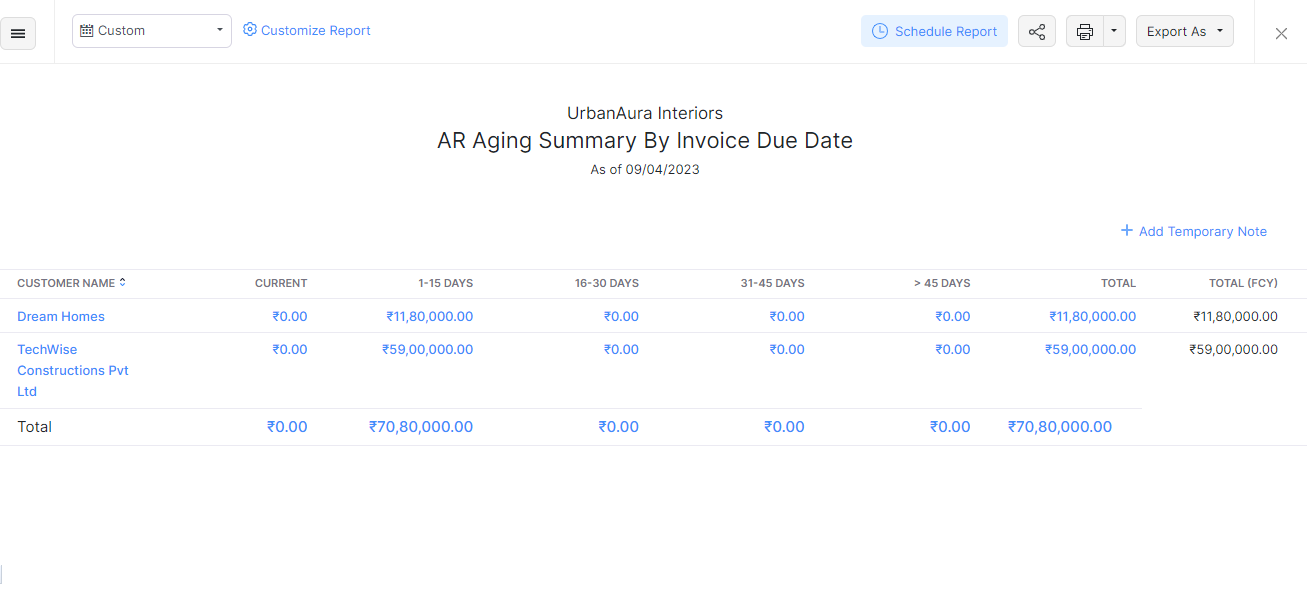 Custom
Customize Report
Schedule Report
Export As
UrbanAura Interiors
AR Aging Summary By Invoice Due Date
As of 09/04/2023
+ Add Temporary Note
CUSTOMER NAME CURRENT 1-15 DAYS 16-30 DAYS 31-45 DAYS > 45 DAYS TOTAL TOTAL (FCY)
Dream Homes ₹0.00 ₹11,80,000.00 ₹0.00 ₹0.00 ₹0.00 ₹11,80,000.00 ₹11,80,000.00
TechWise ₹0.00 ₹59,00,000.00 ₹0.00 ₹0.00 ₹0.00 ₹59,00,000.00 ₹59,00,000.00
Constructions Pvt
Ltd
Total ₹0.00 ₹70,80,000.00 ₹0.00 ₹0.00 ₹0.00 ₹70,80,000.00